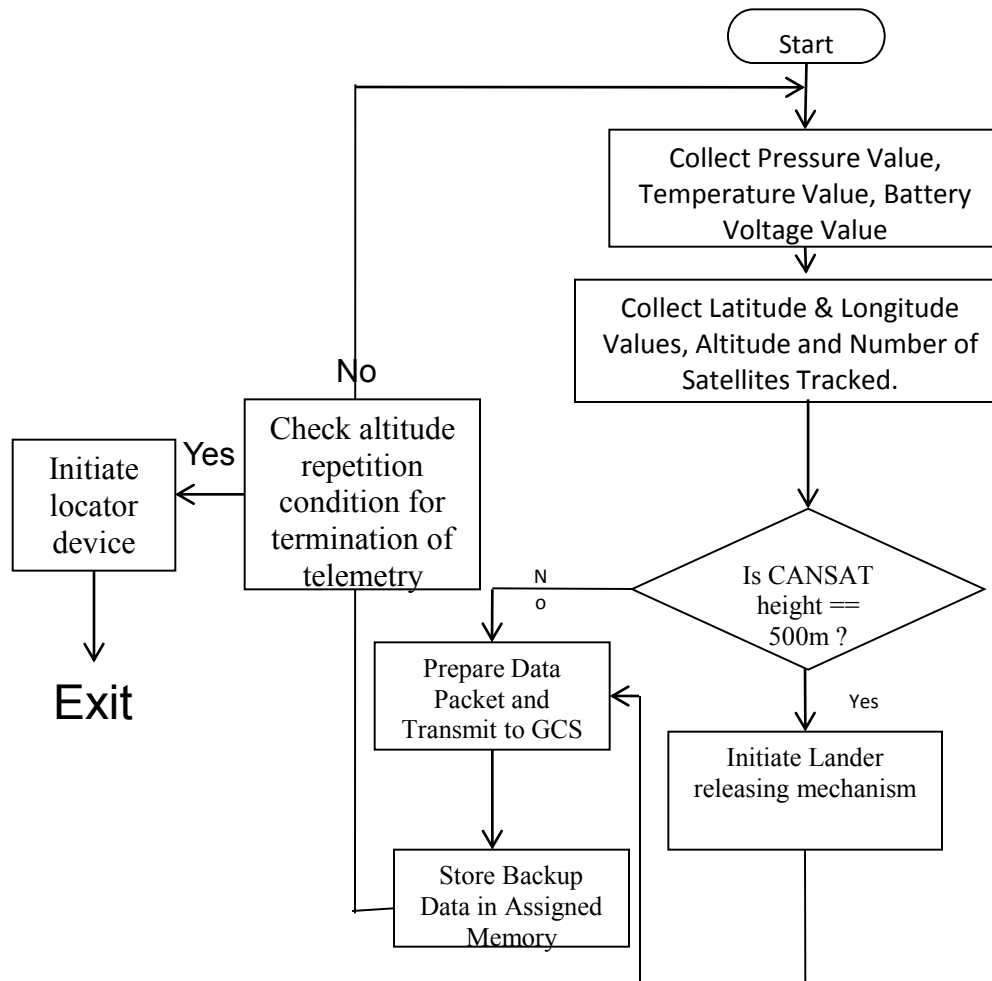 Start
Collect Pressure Value,
Temperature Value, Battery
Voltage Value
Collect Latitude & Longitude
Values, Altitude and Number of
Satellites Tracked.
Is CANSAT
height ==
500m ?
N
o
Yes
Prepare Data
Packet and
Transmit to GCS
Initiate Lander
releasing mechanism
Store Backup
Data in Assigned
Memory
No
Check altitude
repetition
condition for
termination of
telemetry
Yes
Initiate
locator
device
Exit